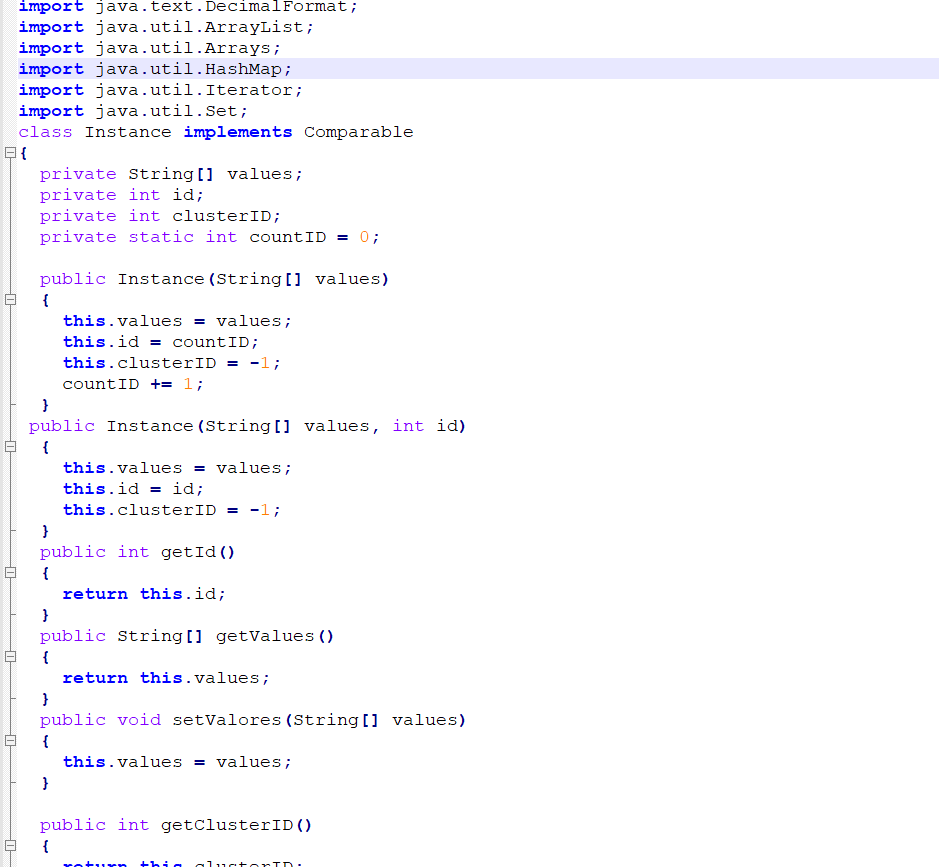 import java.text.DecimalFormat;
import java.util.ArrayList;
import java.util.Arrays;
import java.util.HashMap;
import java.util.Iterator;
import java.util.Set;
class Instance implements Comparable
{
private String[] values;
private int id;
private int clusterID;
private static int countID = 0;
public Instance(String[] values)
{
this.values = values;
this.id = countID;
this.clusterID = -1;
countID += 1;
}
public Instance(String[] values, int id)
{
this.values = values;
this.id = id;
this.clusterID = -1;
}
public int getId()
{
return this.id;
}
public String[] getValues()
{
return this.values;
}
public void setValores(String[] values)
{
this.values = values;
}
public int getClusterID()
{
return this.clusterID;